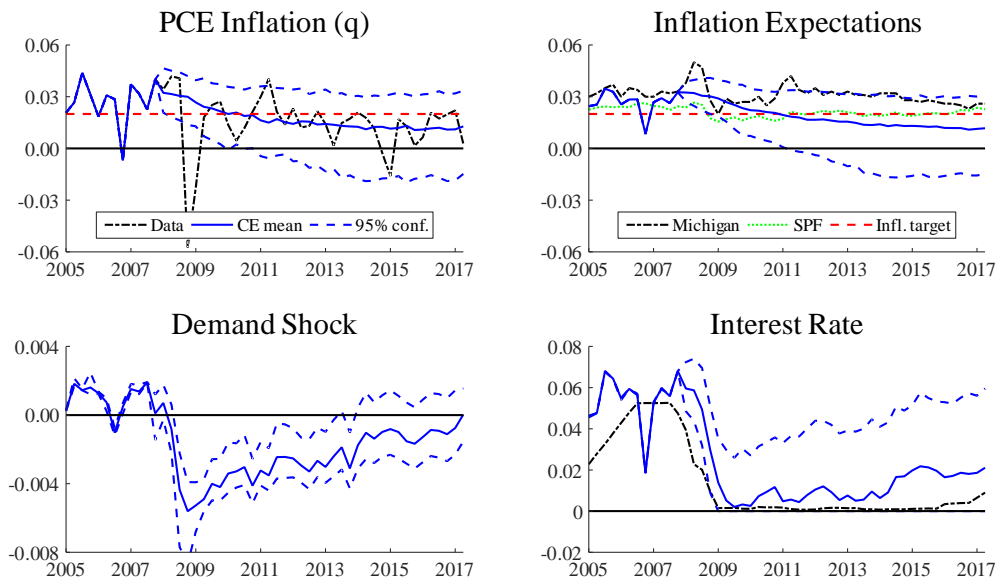 PCE Inflation (q)
0.06
0.03
0.00
-0.03
-0.06
Data
CE mean
95% conf.
2005 2007 2009 2011 2013 2015 2017
Inflation Expectations
0.06
0.03
0.00
-0.03
-0.06
Michigan
SPF
Infl. target
2005 2007 2009 2011 2013 2015 2017
Demand Shock
0.004
0.00
-0.004
-0.008
2005 2007 2009 2011 2013 2015 2017
Interest Rate
0.08
0.06
0.04
0.02
0
-0.02
2005 2007 2009 2011 2013 2015 2017